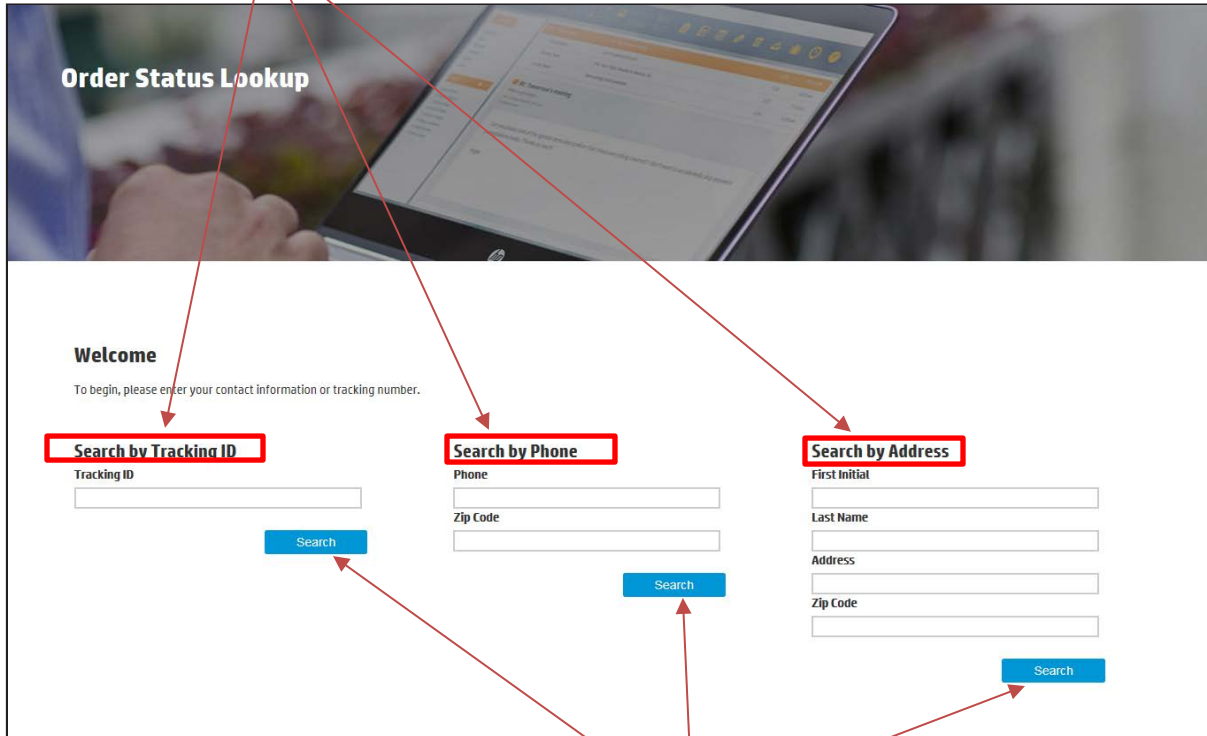 Order Status Lookup
Welcome
To begin, please enter your contact information or tracking number.
Search by Tracking ID
Tracking ID
Search
Search by Phone
Phone
Zip Code
Search
Search by Address
First Initial
Last Name
Address
Zip Code
Search